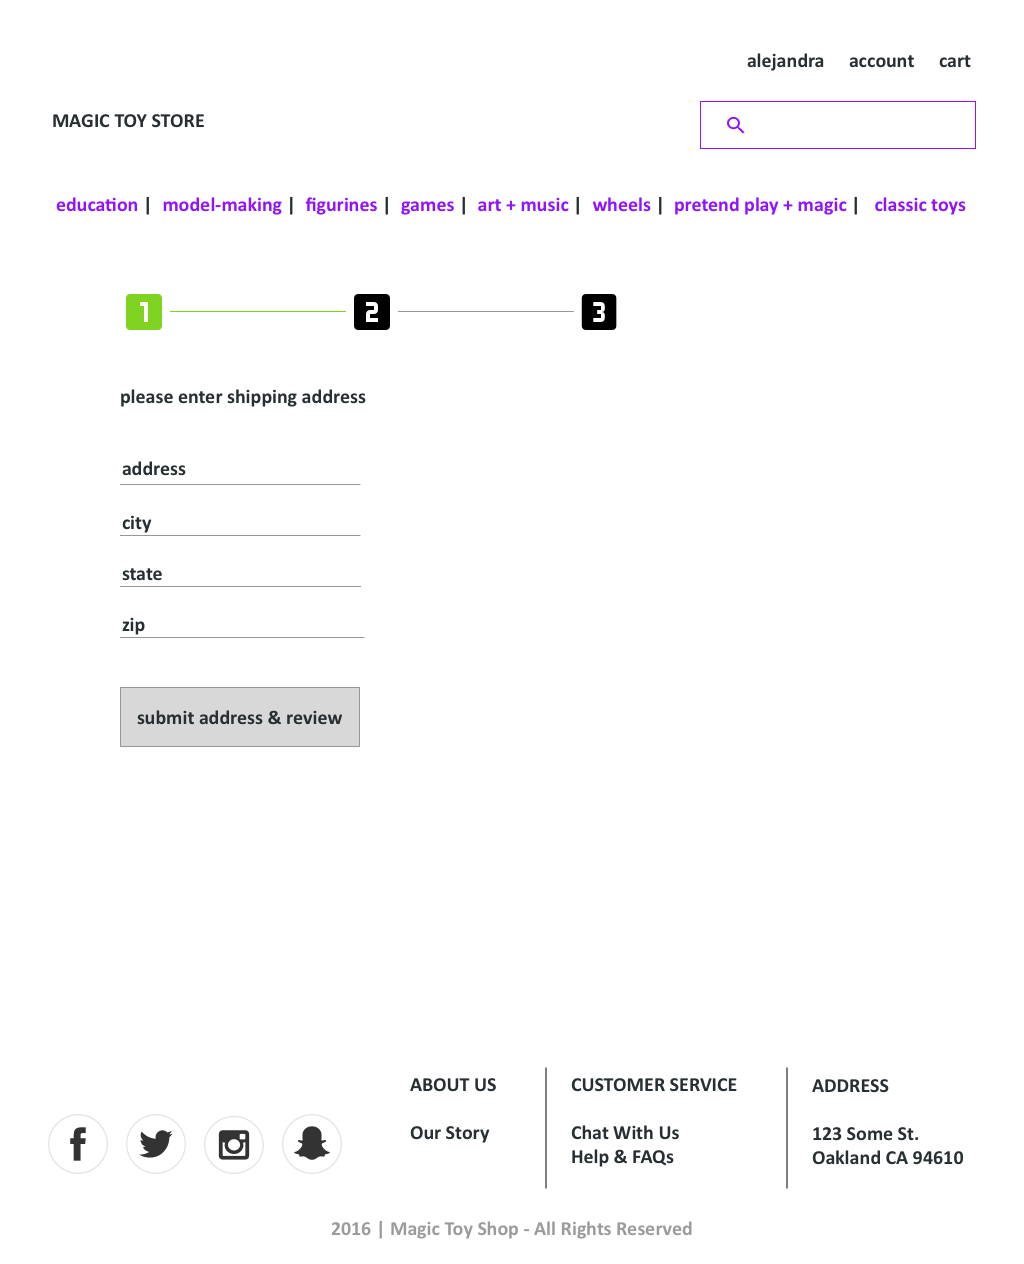 alejandra account cart
MAGIC TOY STORE
education | model-making | figurines | games | art + music | wheels | pretend play + magic | classic toys
1 2 3
please enter shipping address
address
city
state
zip
submit address & review
ABOUT US
Our Story
CUSTOMER SERVICE
Chat With Us
Help & FAQs
ADDRESS
123 Some St.
Oakland CA 94610
2016 | Magic Toy Shop - All Rights Reserved